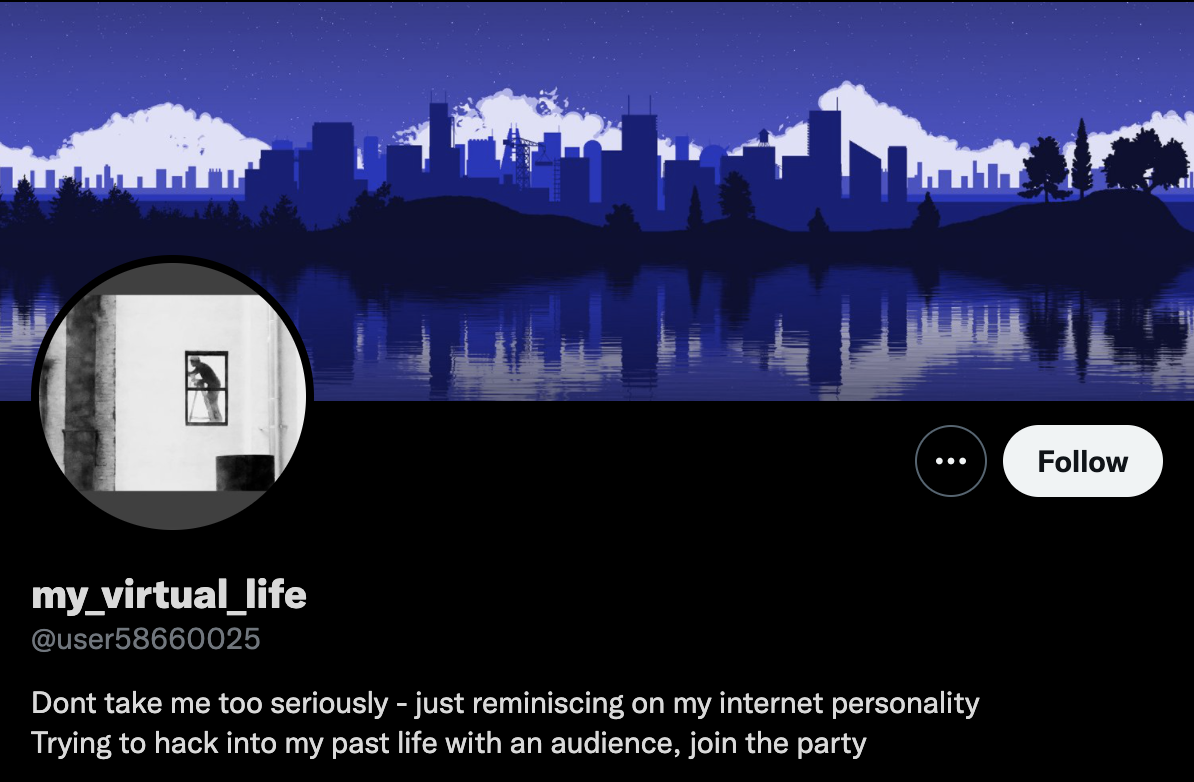 Follow
my_virtual_life
@user58660025
Dont take me too seriously - just reminiscing on my internet personality
Trying to hack into my past life with an audience, join the party